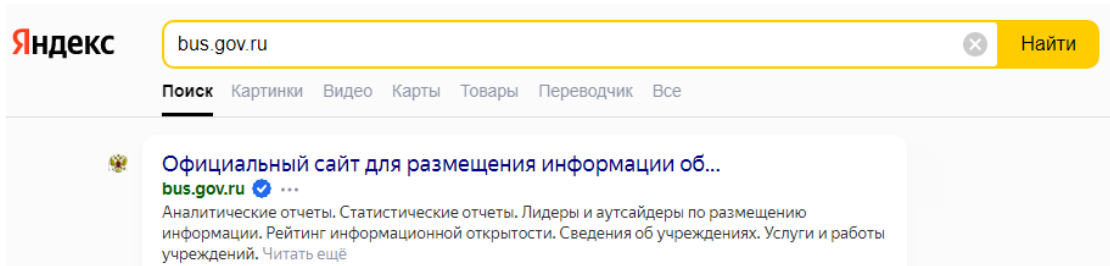 Яндекс
bus.gov.ru
Найти
Поиск Картинки Видео Карты Товары Переводчик Все
Официальный сайт для размещения информации об...
bus.gov.ru ...
Аналитические отчеты. Статистические отчеты. Лидеры и аутсайдеры по размещению
информации. Рейтинг информационной открытости. Сведения об учреждениях. Услуги и работы
учреждений. Читать ещё